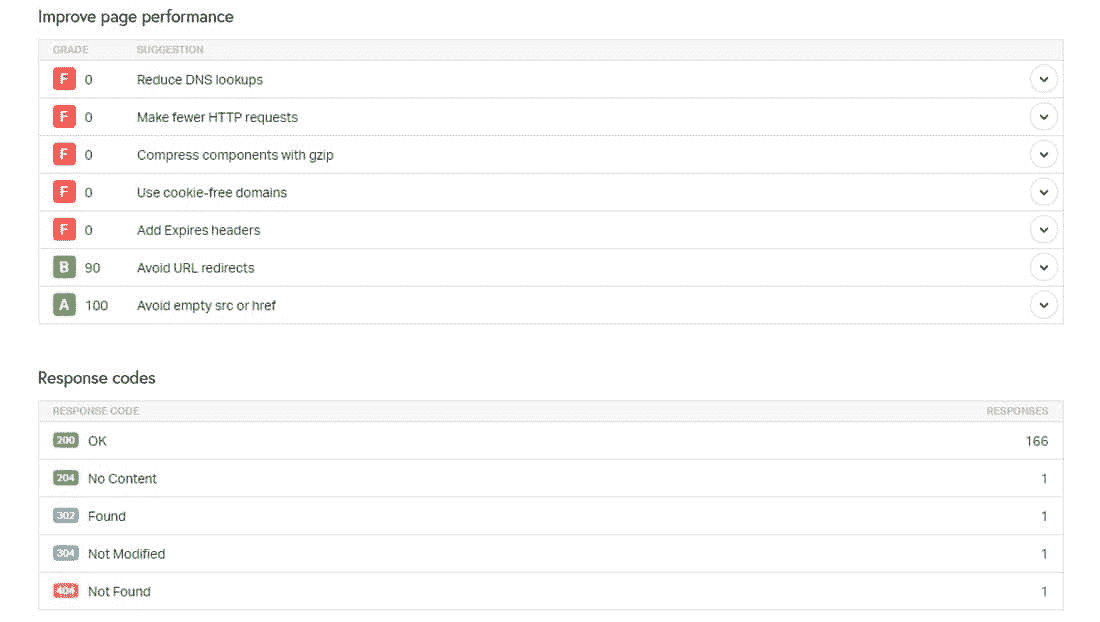 Improve page performance
GRADE SUGGESTION
F 0 Reduce DNS lookups
F 0 Make fewer HTTP requests
F 0 Compress components with gzip
F 0 Use cookie-free domains
F 0 Add Expires headers
B 90 Avoid URL redirects
A 100 Avoid empty src or href
Response codes
RESPONSE CODE RESPONSES
200 OK 166
204 No Content 1
302 Found 1
304 Not Modified 1
404 Not Found 1